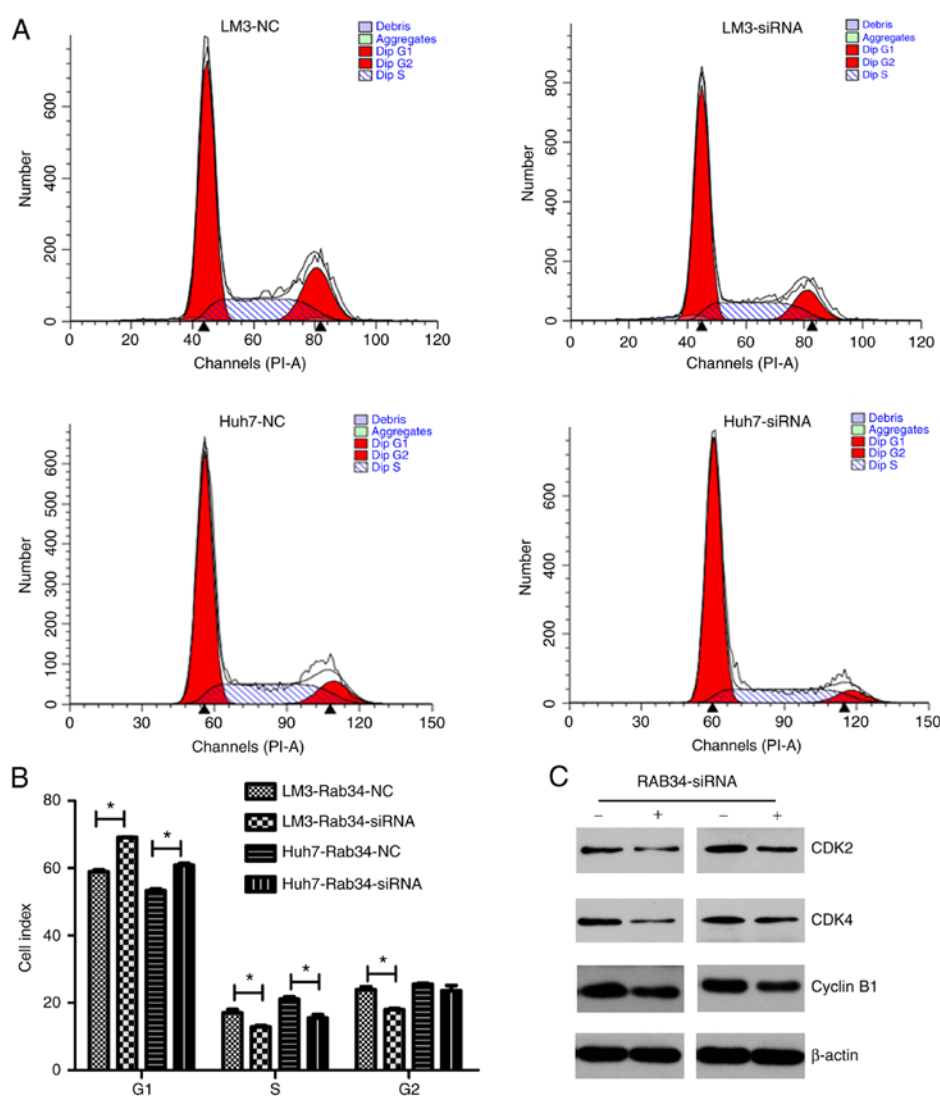 A
LM3-NC
Debris
Aggregates
Dip G1
Dip G2
Dip S
Number
600
400
200
0
0 20 40 60 80 100 120
Channels (PI-A)
LM3-siRNA
Debris
Aggregates
Dip G1
Dip G2
Dip S
Number
800
600
400
200
0
0 20 40 60 80 100 120
Channels (PI-A)
Huh7-NC
Debris
Aggregates
Dip G1
Dip G2
Dip S
Number
600
500
400
300
200
100
0
0 30 60 90 120 150
Channels (PI-A)
Huh7-siRNA
Debris
Aggregates
Dip G1
Dip G2
Dip S
Number
800
600
400
200
0
0 30 60 90 120 150
Channels (PI-A)
B
LM3-Rab34-NC
LM3-Rab34-siRNA
Huh7-Rab34-NC
Huh7-Rab34-siRNA
Cell index
80
60
40
20
0
* * * * *
G1 S G2
C
RAB34-siRNA
– + – +
CDK2
CDK4
Cyclin B1
β-actin